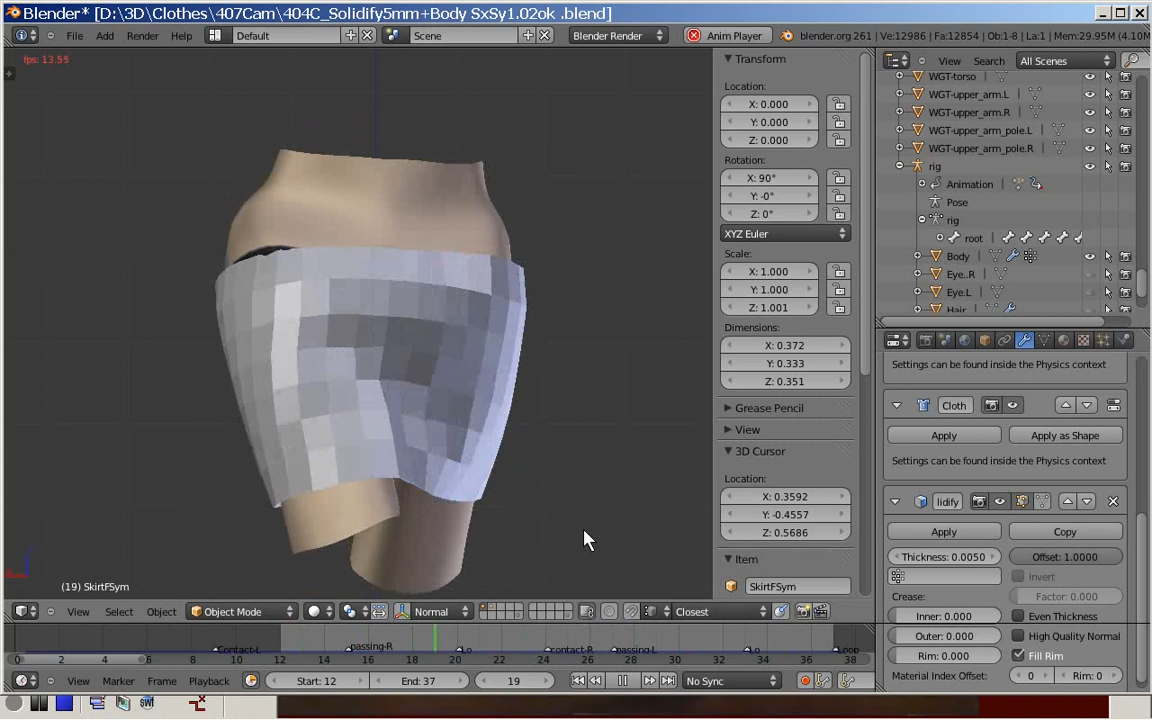 Blender* [D:\3D\Clothes\407Cam\404C_Solidify5mm+Body SxSy1.02ok .blend]
File Add Render Help Default Scene Blender Render Anim Player blender.org 261 | Ve:12986 | Fa:12854 | Ob:1-8 | La:1 | Mem:29.95M (4.10M
fps: 13.55
Transform
Location:
X: 0.000
Y: 0.000
Z: 0.000
Rotation:
X: 90°
Y: -0°
Z: 0°
XYZ Euler
Scale:
X: 1.000
Y: 1.000
Z: 1.001
Dimensions:
X: 0.372
Y: 0.333
Z: 0.351
Grease Pencil
View
3D Cursor
Location:
X: 0.3592
Y: -0.4557
Z: 0.5686
Item
SkirtFSym
View Search All Scenes
WGT-torso
WGT-upper_arm.L
WGT-upper_arm.R
WGT-upper_arm_pole.L
WGT-upper_arm_pole.R
rig
Animation
Pose
rig
root
Body
Eye..R
Eye.L
Hair
Settings can be found inside the Physics context
Cloth
Apply Apply as Shape
Settings can be found inside the Physics context
lidify
Apply Copy
Thickness: 0.0050 Offset: 1.0000
Invert
Crease: Factor: 0.000
Inner: 0.000 Even Thickness
Outer: 0.000 High Quality Normal
Rim: 0.000 Fill Rim
Material Index Offset: 0 Rim: 0
(19) SkirtFSym
View Select Object Object Mode Normal Closest
Contact-L passing-R Lo contact-R passing-L Lo Loop
0 2 4 6 8 10 12 14 16 18 20 22 24 26 28 30 32 34 36 38
View Marker Frame Playback Start: 12 End: 37 19 No Sync